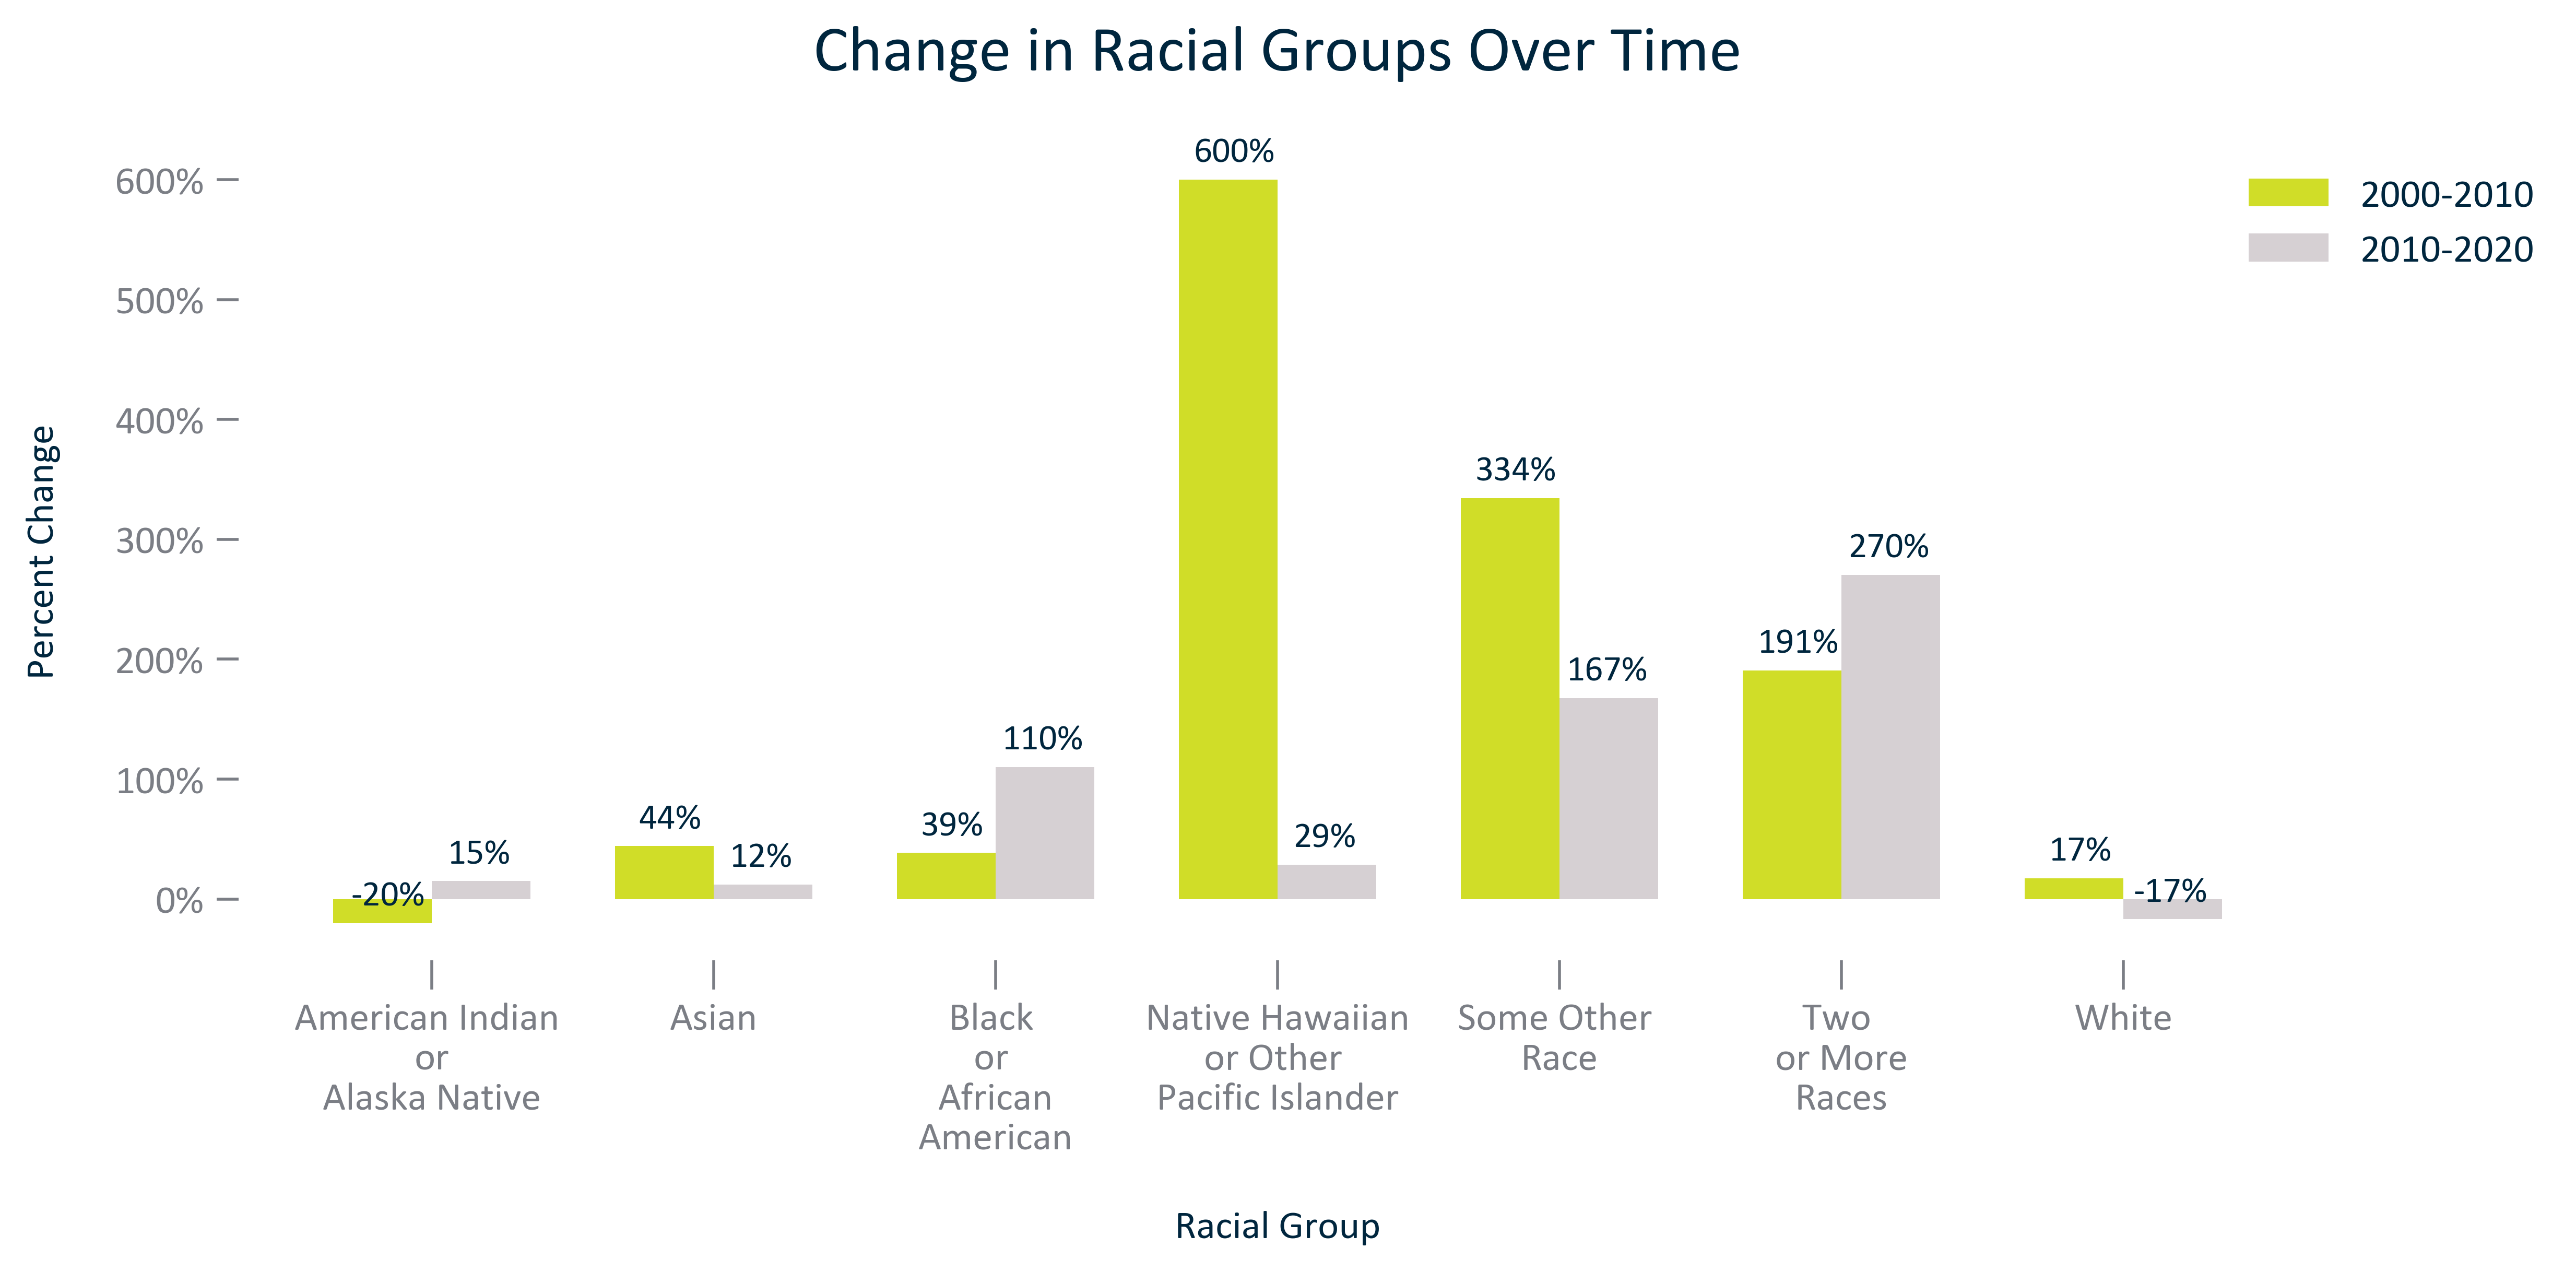 Change in Racial Groups Over Time
600%
500%
400%
300%
200%
100%
0%
Percent Change
2000-2010
2010-2020
-20%
15%
44%
12%
39%
110%
600%
29%
334%
167%
191%
270%
17%
-17%
American Indian
or
Alaska Native
Asian
Black
or
African
American
Native Hawaiian
or Other
Pacific Islander
Some Other
Race
Two
or More
Races
White
Racial Group